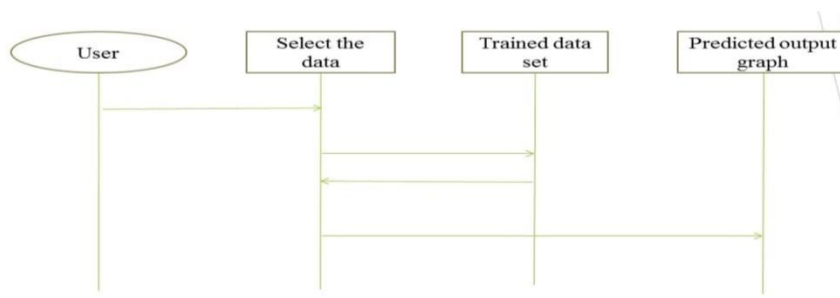 User
Select the
data
Trained data
set
Predicted output
graph